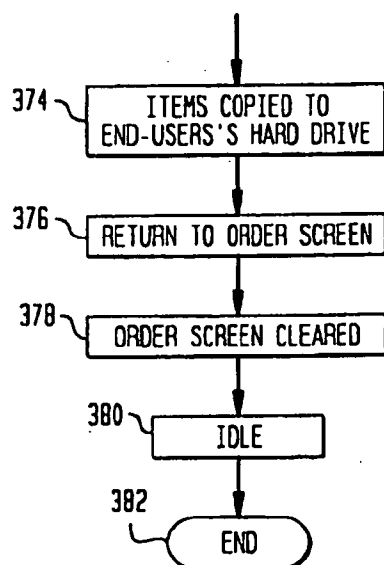 374
ITEMS COPIED TO
END-USERS'S HARD DRIVE
376
RETURN TO ORDER SCREEN
378
ORDER SCREEN CLEARED
380
IDLE
382
END